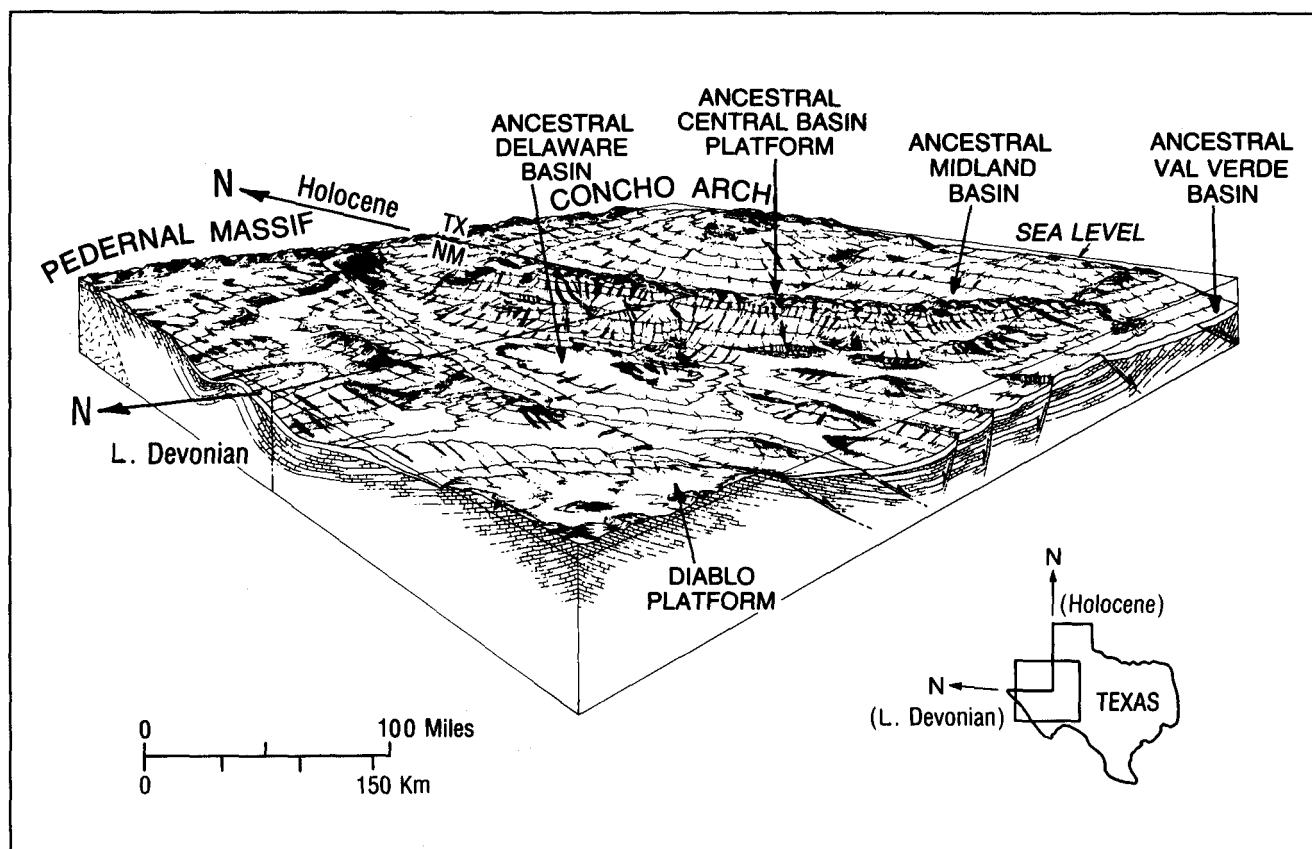 ANCESTRAL
DELAWARE
BASIN
ANCESTRAL
CENTRAL BASIN
PLATFORM
ANCESTRAL
MIDLAND
BASIN
ANCESTRAL
VAL VERDE
BASIN
N
Holocene
CONCHO ARCH
PEDERNAL MASSIF
TX
NM
SEA LEVEL
N
L. Devonian
DIABLO
PLATFORM
N
(Holocene)
N
(L. Devonian)
TEXAS
0 100 Miles
0 150 Km